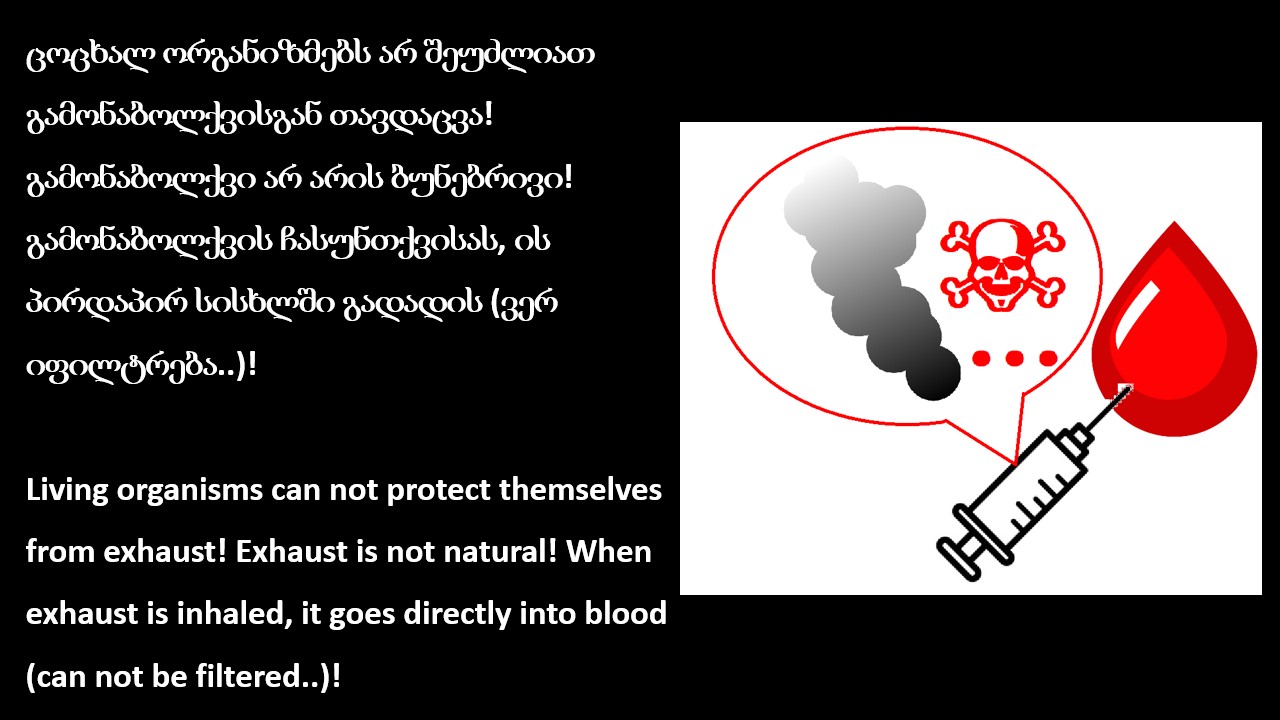 ცოცხალ ორგანიზმებს არ შეუძლიათ
გამონაბოლქვისგან თავდაცვა!
გამონაბოლქვი არ არის ბუნებრივი!
გამონაბოლქვის ჩასუნთქვისას, ის
პირდაპირ სისხლში გადადის (ვერ
იფილტრება..)!
Living organisms can not protect themselves
from exhaust! Exhaust is not natural! When
exhaust is inhaled, it goes directly into blood
(can not be filtered..)!